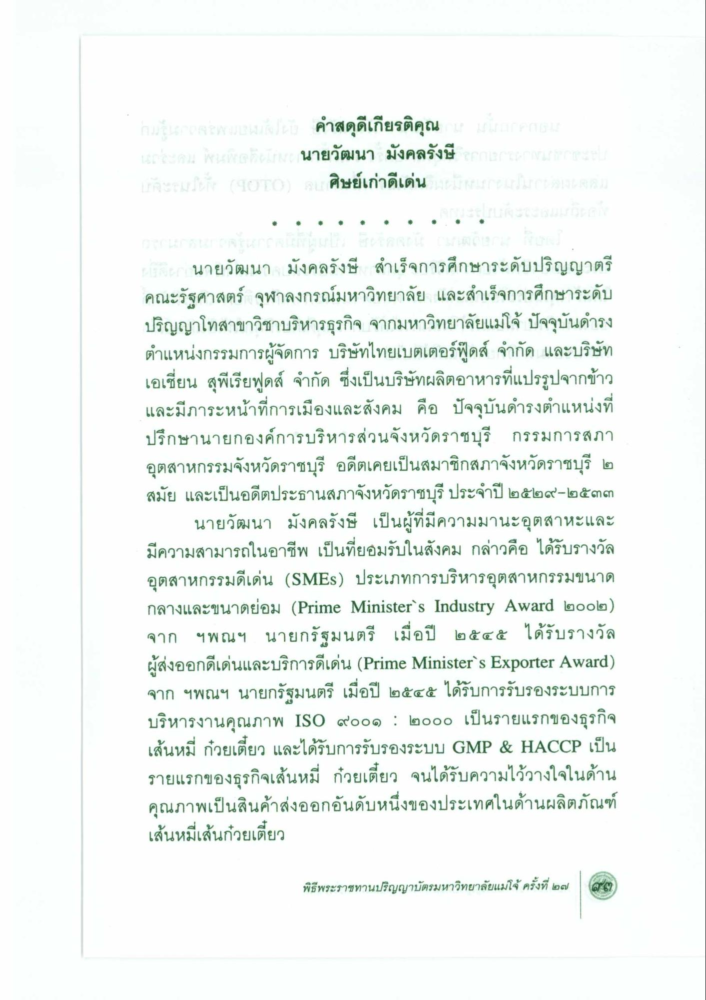 คำสดุดีเกียรติคุณ
นายวัฒนา มังคลรังษี
ศิษย์เก่าดีเด่น
* * * * * * * * * *
นายวัฒนา มังคลรังษี สำเร็จการศึกษาระดับปริญญาตรี
คณะรัฐศาสตร์ จุฬาลงกรณ์มหาวิทยาลัย และสำเร็จการศึกษาระดับ
ปริญญาโทสาขาวิชาบริหารธุรกิจ จากมหาวิทยาลัยแม่โจ้ ปัจจุบันดำรง
ตำแหน่งกรรมการผู้จัดการ บริษัทไทยเบตเตอร์ฟู๊ดส์ จำกัด และบริษัท
เอเชี่ยน สุพีเรียฟูดส์ จำกัด ซึ่งเป็นบริษัทผลิตอาหารที่แปรรูปจากข้าว
และมีภาระหน้าที่การเมืองและสังคม คือ ปัจจุบันดำรงตำแหน่งที่
ปรึกษานายกองค์การบริหารส่วนจังหวัดราชบุรี กรรมการสภา
อุตสาหกรรมจังหวัดราชบุรี อดีตเคยเป็นสมาชิกสภาจังหวัดราชบุรี ๒
สมัย และเป็นอดีตประธานสภาจังหวัดราชบุรี ประจำปี ๒๕๒๙-๒๕๓๓
นายวัฒนา มังคลรังษี เป็นผู้ที่มีความมานะอุตสาหะและ
มีความสามารถในอาชีพ เป็นที่ยอมรับในสังคม กล่าวคือ ได้รับรางวัล
อุตสาหกรรมดีเด่น (SMEs) ประเภทการบริหารอุตสาหกรรมขนาด
กลางและขนาดย่อม (Prime Minister`s Industry Award ๒๐๐๒)
จาก ฯพณฯ นายกรัฐมนตรี เมื่อปี ๒๕๔๕ ได้รับรางวัล
ผู้ส่งออกดีเด่นและบริการดีเด่น (Prime Minister`s Exporter Award)
จาก ฯพณฯ นายกรัฐมนตรี เมื่อปี ๒๕๔๕ ได้รับการรับรองระบบการ
บริหารงานคุณภาพ ISO ๙๐๐๑ : ๒๐๐๐ เป็นรายแรกของธุรกิจ
เส้นหมี่ ก๋วยเตี๋ยว และได้รับการรับรองระบบ GMP & HACCP เป็น
รายแรกของธุรกิจเส้นหมี่ ก๋วยเตี๋ยว จนได้รับความไว้วางใจในด้าน
คุณภาพเป็นสินค้าส่งออกอันดับหนึ่งของประเทศในด้านผลิตภัณฑ์
เส้นหมี่เส้นก๋วยเตี๋ยว
พิธีพระราชทานปริญญาบัตรมหาวิทยาลัยแม่โจ้ ครั้งที่ ๒๗